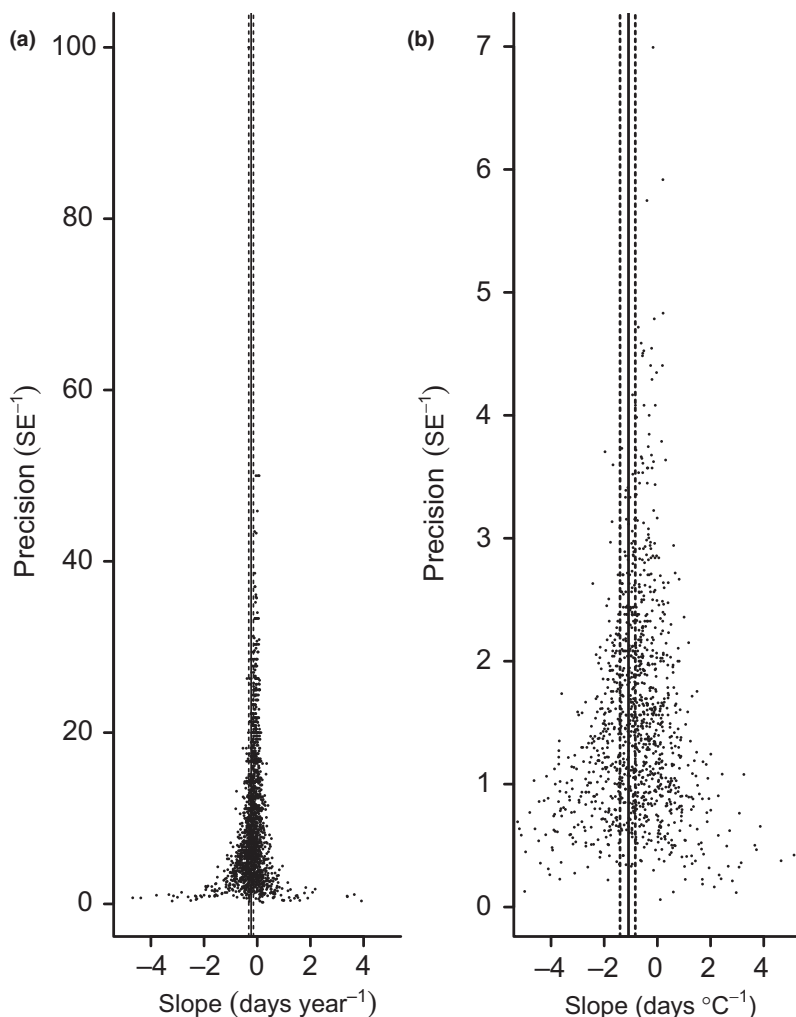 (a)
100
80
60
40
20
0
Precision (SE⁻¹)
–4 –2 0 2 4
Slope (days year⁻¹)
(b)
7
6
5
4
3
2
1
0
Precision (SE⁻¹)
–4 –2 0 2 4
Slope (days °C⁻¹)